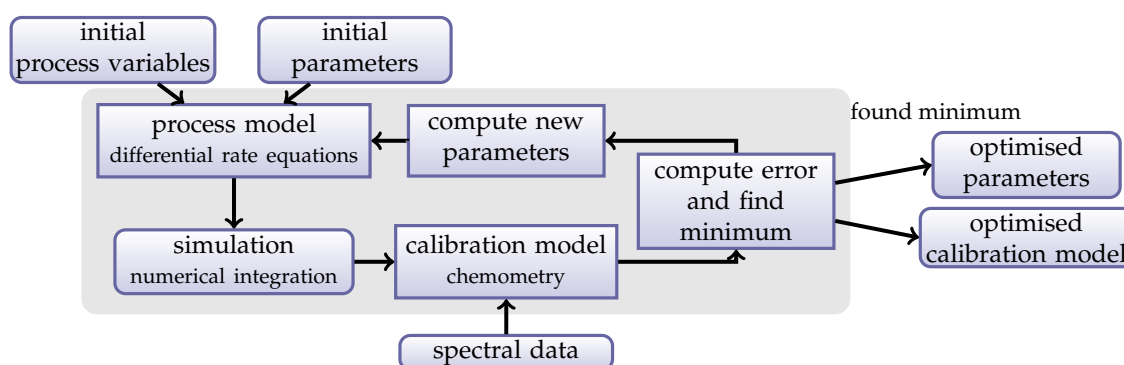 initial
process variables
initial
parameters
process model
differential rate equations
compute new
parameters
found minimum
compute error
and find
minimum
optimised
parameters
optimised
calibration model
simulation
numerical integration
calibration model
chemometry
spectral data